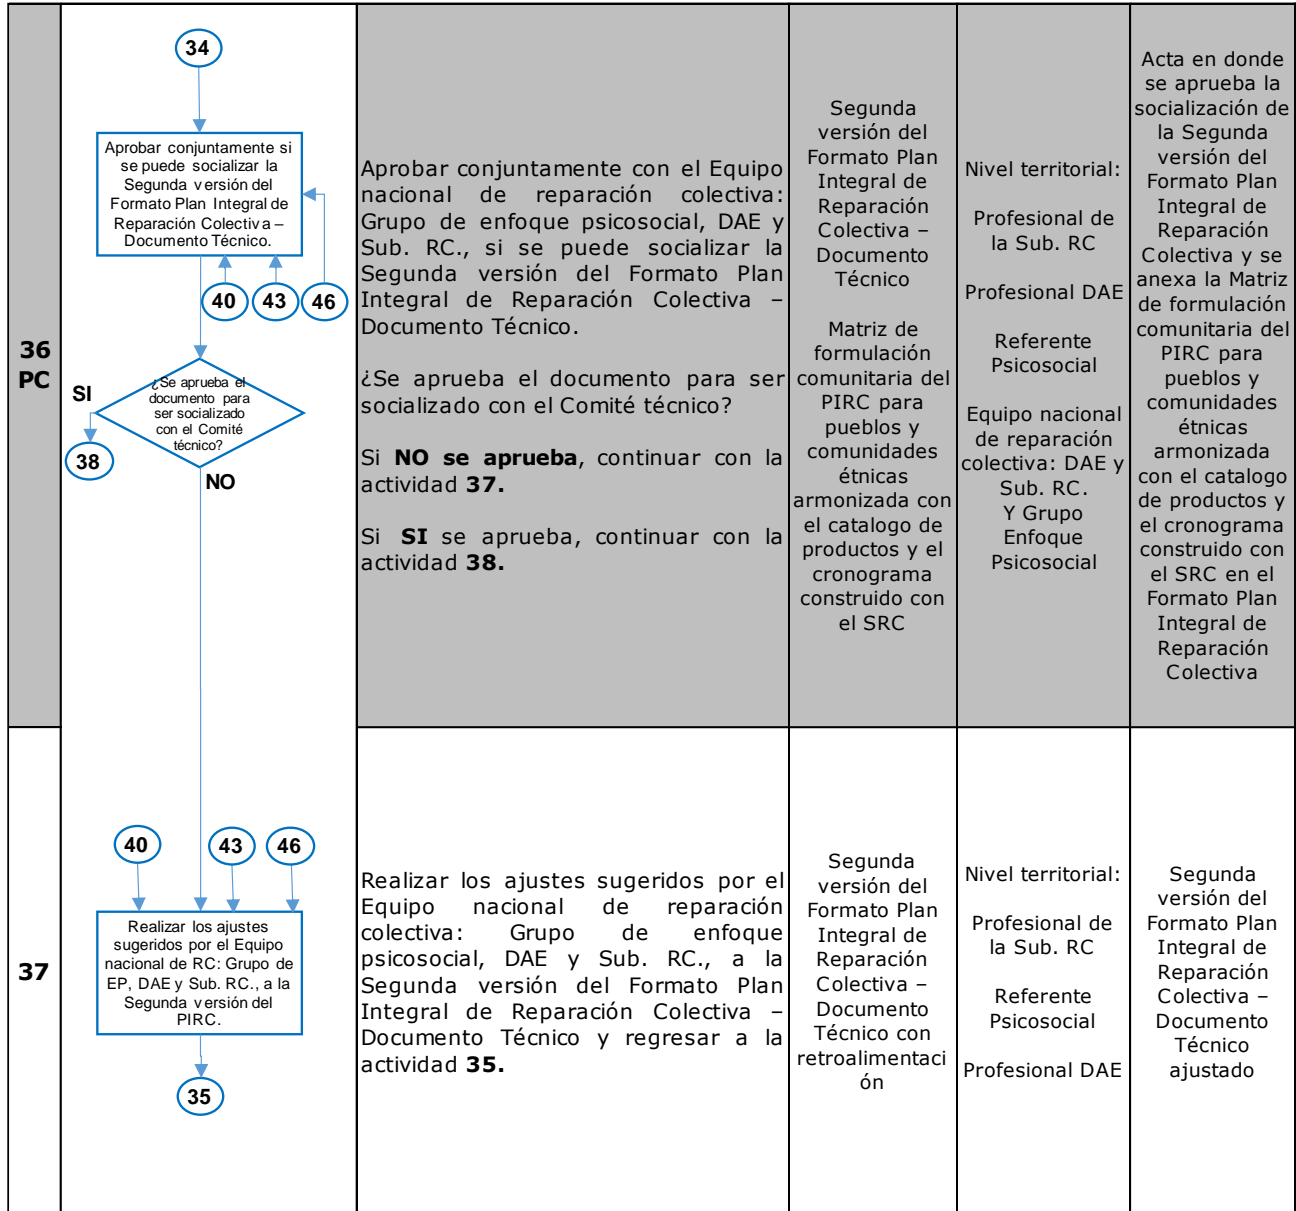 36
PC
34
Aprobar conjuntamente si
se puede socializar la
Segunda versión del
Formato Plan Integral de
Reparación Colectiva –
Documento Técnico.
40
43
46
¿Se aprueba el
documento para
ser socializado
con el Comité
técnico?
SI
38
NO
Aprobar conjuntamente con el Equipo
nacional de reparación colectiva:
Grupo de enfoque psicosocial, DAE y
Sub. RC., si se puede socializar la
Segunda versión del Formato Plan
Integral de Reparación Colectiva –
Documento Técnico.
¿Se aprueba el documento para ser
socializado con el Comité técnico?
Si NO se aprueba, continuar con la
actividad 37.
Si SI se aprueba, continuar con la
actividad 38.
Segunda
versión del
Formato Plan
Integral de
Reparación
Colectiva –
Documento
Técnico
Matriz de
formulación
comunitaria del
PIRC para
pueblos y
comunidades
étnicas
armonizada con
el catalogo de
productos y el
cronograma
construido con
el SRC
Nivel territorial:
Profesional de
la Sub. RC
Profesional DAE
Referente
Psicosocial
Equipo nacional
de reparación
colectiva: DAE y
Sub. RC.
Y Grupo
Enfoque
Psicosocial
Acta en donde
se aprueba la
socialización de
la Segunda
versión del
Formato Plan
Integral de
Reparación
Colectiva y se
anexa la Matriz
de formulación
comunitaria del
PIRC para
pueblos y
comunidades
étnicas
armonizada
con el catalogo
de productos y
el cronograma
construido con
el SRC en el
Formato Plan
Integral de
Reparación
Colectiva
37
40
43
46
Realizar los ajustes
sugeridos por el Equipo
nacional de RC: Grupo de
EP, DAE y Sub. RC., a la
Segunda versión del
PIRC.
35
Realizar los ajustes sugeridos por el
Equipo nacional de reparación
colectiva: Grupo de enfoque
psicosocial, DAE y Sub. RC., a la
Segunda versión del Formato Plan
Integral de Reparación Colectiva –
Documento Técnico y regresar a la
actividad 35.
Segunda
versión del
Formato Plan
Integral de
Reparación
Colectiva –
Documento
Técnico con
retroalimentaci
ón
Nivel territorial:
Profesional de
la Sub. RC
Referente
Psicosocial
Profesional DAE
Segunda
versión del
Formato Plan
Integral de
Reparación
Colectiva –
Documento
Técnico
ajustado